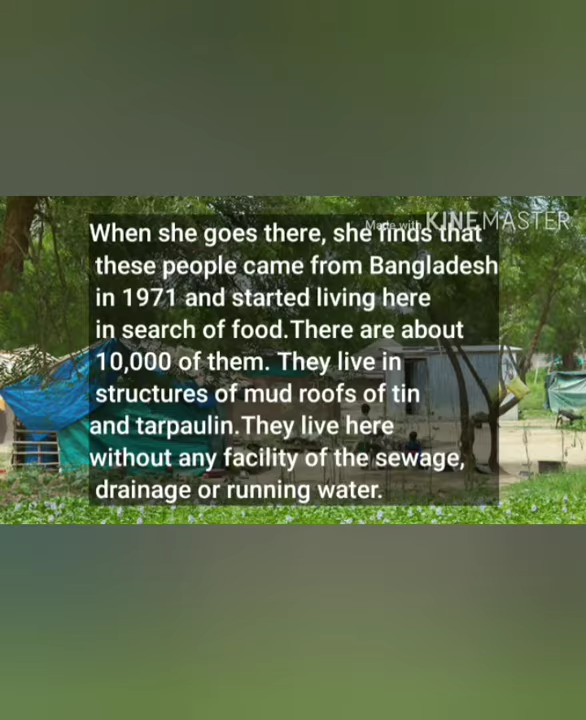 Made with KINEMASTER
When she goes there, she finds that
these people came from Bangladesh
in 1971 and started living here
in search of food.There are about
10,000 of them. They live in
structures of mud roofs of tin
and tarpaulin.They live here
without any facility of the sewage,
drainage or running water.